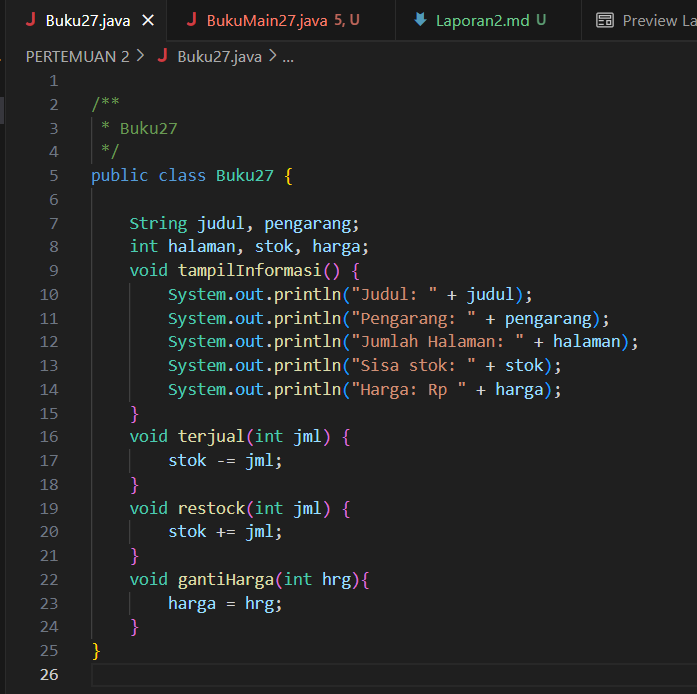 J Buku27.java × J BukuMain27.java 5, U Laporan2.md U Preview La
PERTEMUAN 2 > J Buku27.java > ...
1
2 /**
3  * Buku27
4  */
5 public class Buku27 {
6
7     String judul, pengarang;
8     int halaman, stok, harga;
9     void tampilInformasi() {
10         System.out.println("Judul: " + judul);
11         System.out.println("Pengarang: " + pengarang);
12         System.out.println("Jumlah Halaman: " + halaman);
13         System.out.println("Sisa stok: " + stok);
14         System.out.println("Harga: Rp " + harga);
15     }
16     void terjual(int jml) {
17         stok -= jml;
18     }
19     void restock(int jml) {
20         stok += jml;
21     }
22     void gantiHarga(int hrg){
23         harga = hrg;
24     }
25 }
26